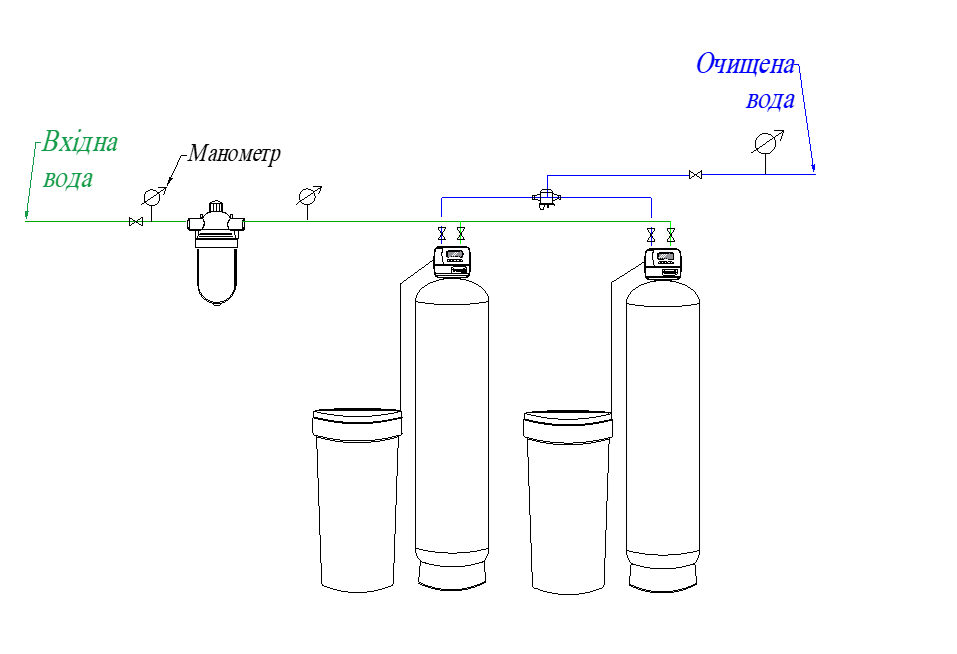 Очищена
вода
Вхідна
вода
Манометр